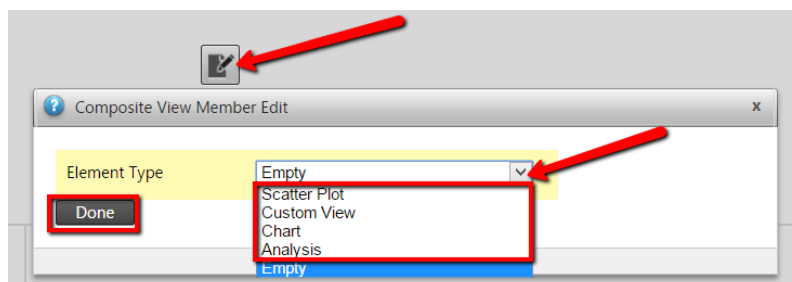 Composite View Member Edit x
Element Type Empty
Scatter Plot
Done Custom View
Chart
Analysis
Empty